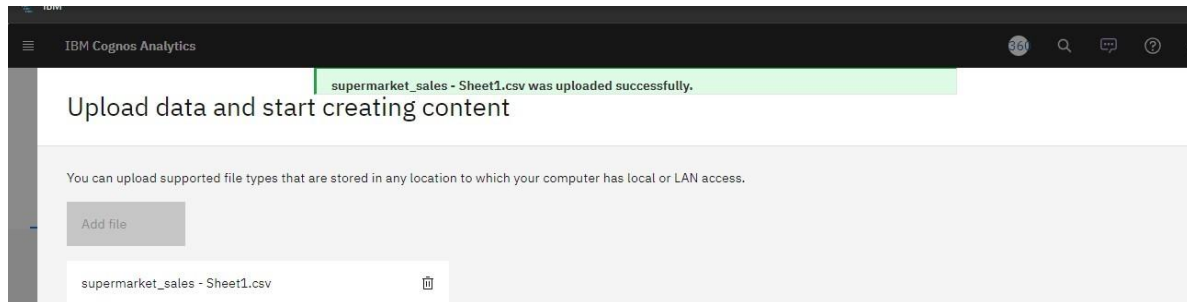 IBM
IBM Cognos Analytics
360
supermarket_sales - Sheet1.csv was uploaded successfully.
Upload data and start creating content
You can upload supported file types that are stored in any location to which your computer has local or LAN access.
Add file
supermarket_sales - Sheet1.csv